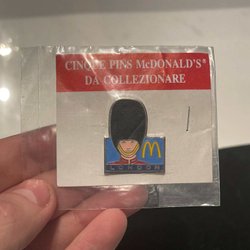 CINQUE PINS McDONALD'S®
DA COLLEZIONARE
M
LONDON